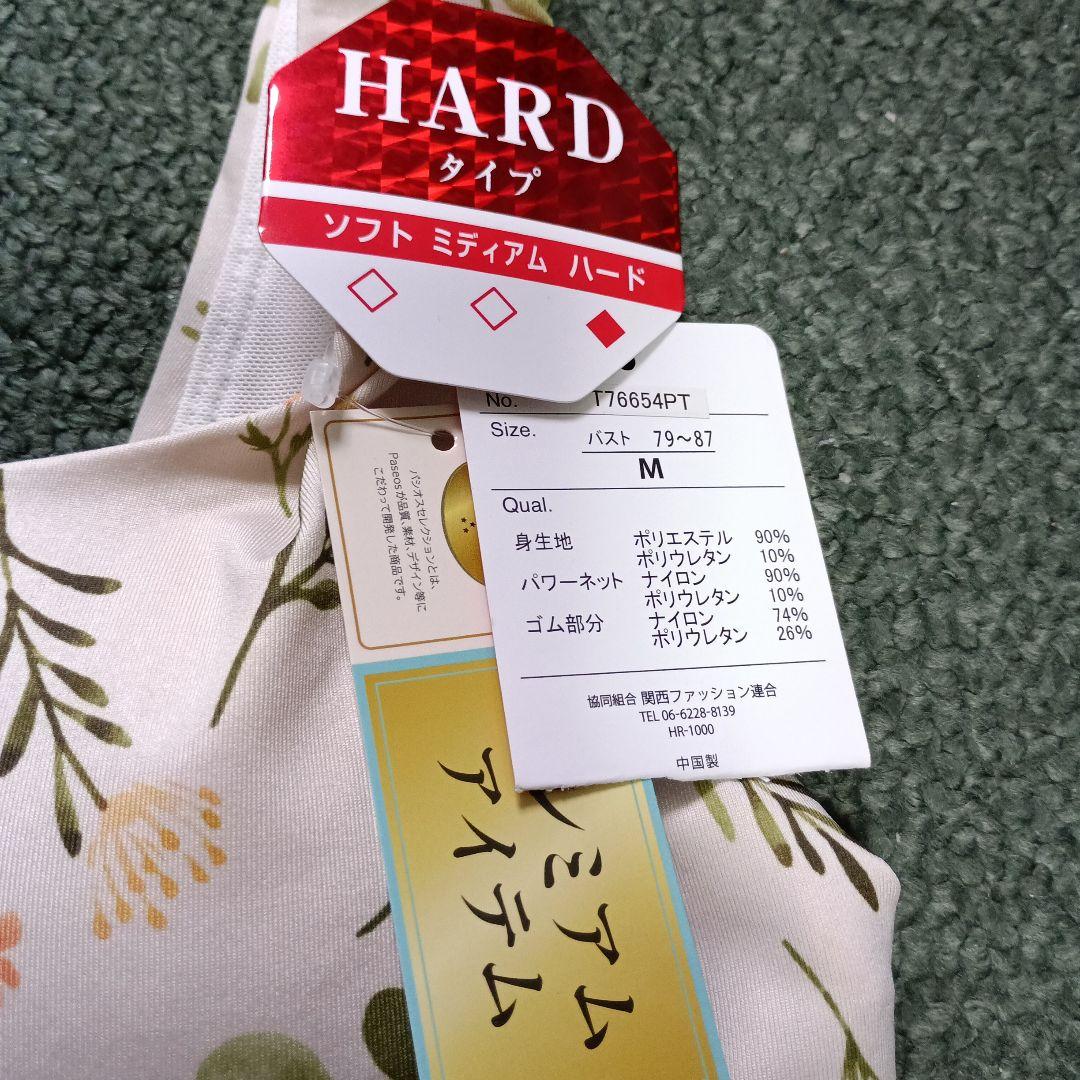 HARD
タイプ
ソフト ミディアム ハード
No. T76654PT
Size. バスト 79～87
M
Qual.
身生地 ポリエステル 90%
ポリウレタン 10%
パワーネット ナイロン 90%
ポリウレタン 10%
ゴム部分 ナイロン 74%
ポリウレタン 26%
協同組合 関西ファッション連合
TEL 06-6228-8139
HR-1000
中国製
パシオスセレクションとは、
Paseosが品質、素材、デザイン等に
こだわって開発した商品です。
ミアム
アイテム